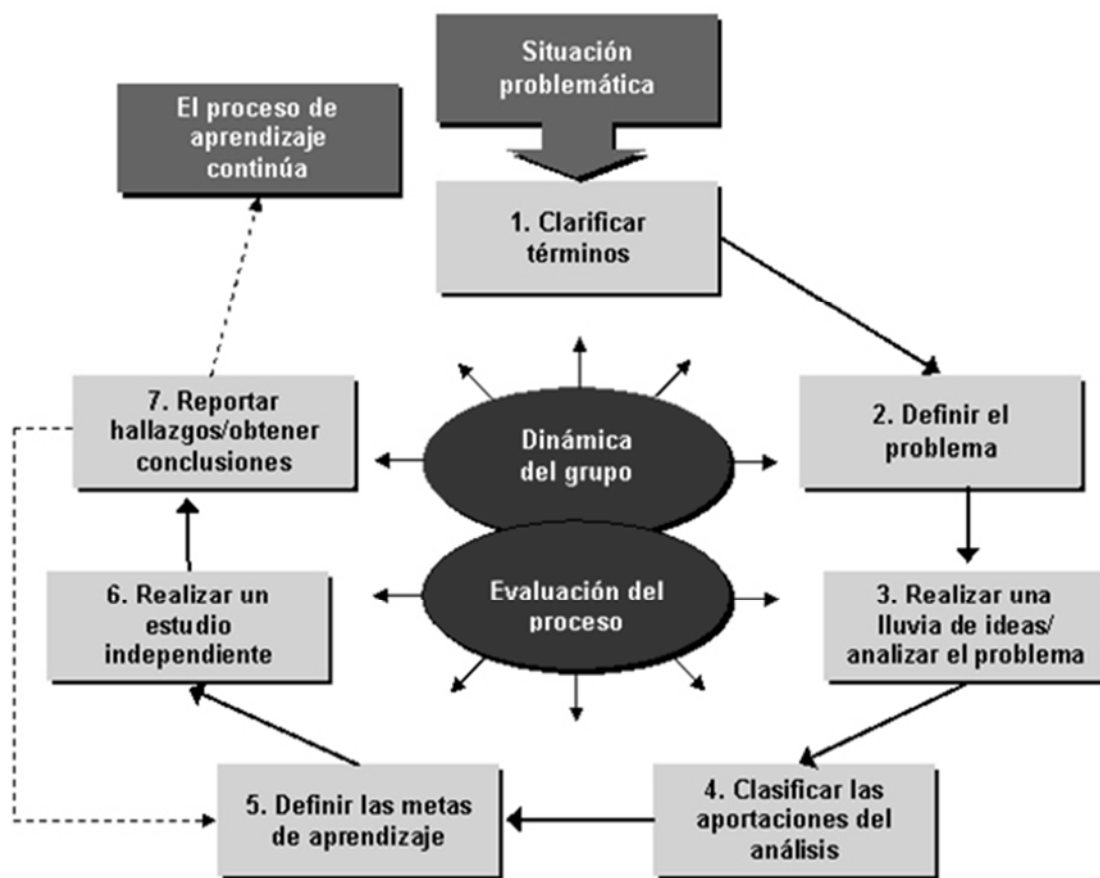 Situación
problemática
El proceso de
aprendizaje
continúa
1. Clarificar
términos
2. Definir el
problema
3. Realizar una
lluvia de ideas/
analizar el problema
4. Clasificar las
aportaciones del
análisis
5. Definir las metas
de aprendizaje
6. Realizar un
estudio
independiente
7. Reportar
hallazgos/obtener
conclusiones
Dinámica
del grupo
Evaluación del
proceso